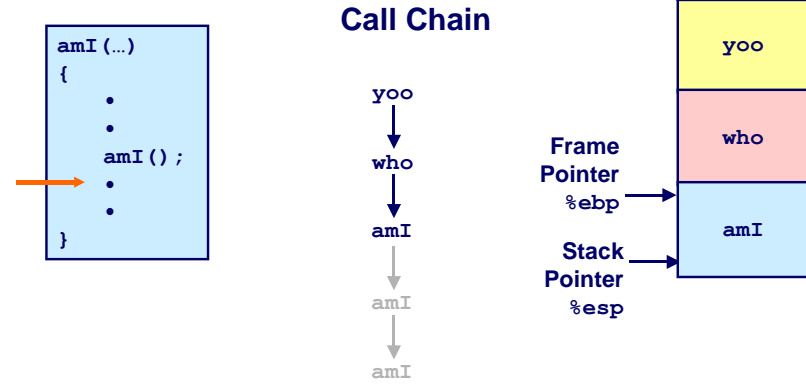 Call Chain
amI(…)
{
•
•
amI();
•
•
}
yoo
who
amI
amI
amI
Frame
Pointer
%ebp
Stack
Pointer
%esp
yoo
who
amI